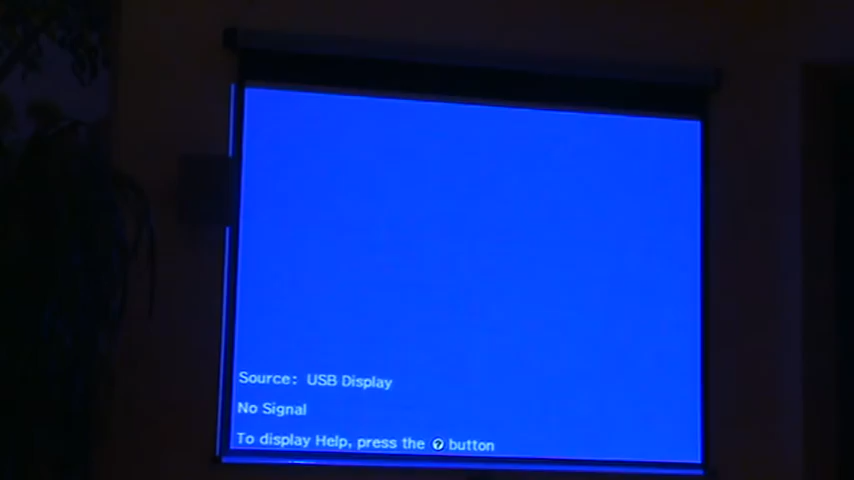 Source: USB Display
No Signal
To display Help, press the ? button